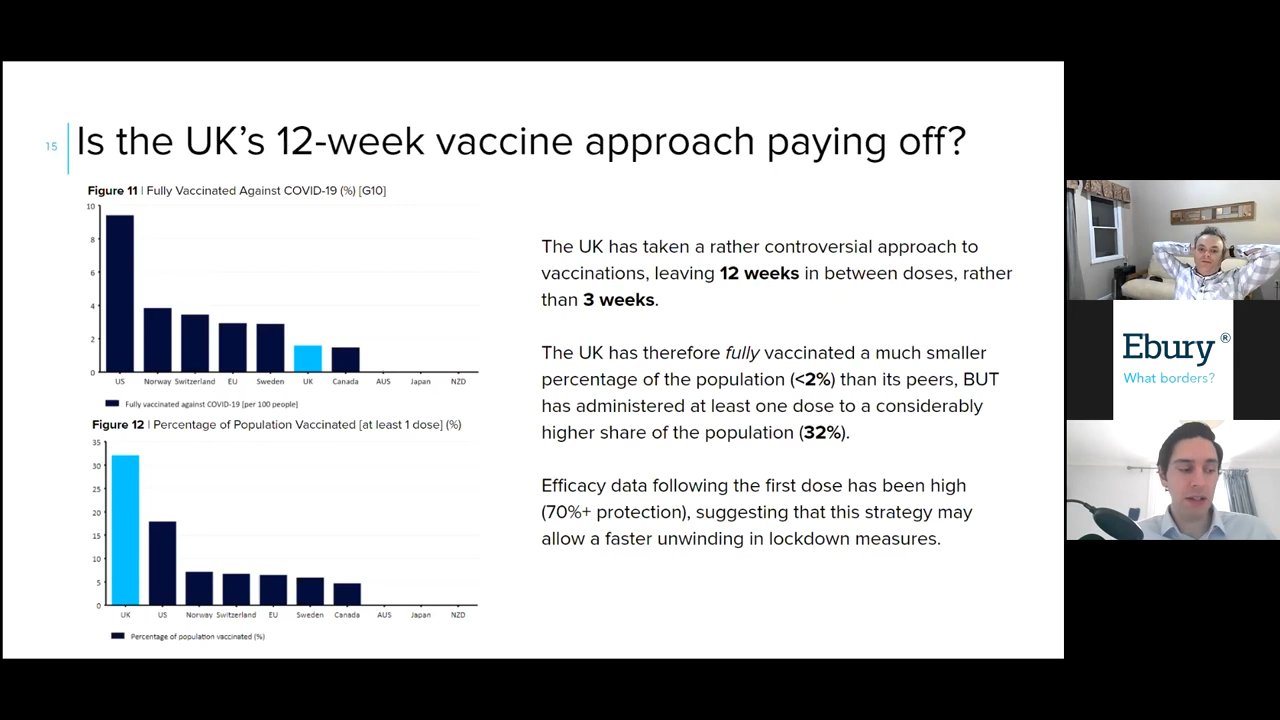 15
Is the UK’s 12-week vaccine approach paying off?
Figure 11 | Fully Vaccinated Against COVID-19 (%) [G10]
10
8
6
4
2
0
US Norway Switzerland EU Sweden UK Canada AUS Japan NZD
Fully vaccinated against COVID-19 [per 100 people]
Figure 12 | Percentage of Population Vaccinated [at least 1 dose] (%)
35
30
25
20
15
10
5
0
UK US Norway Switzerland EU Sweden Canada AUS Japan NZD
Percentage of population vaccinated (%)
The UK has taken a rather controversial approach to
vaccinations, leaving 12 weeks in between doses, rather
than 3 weeks.
The UK has therefore fully vaccinated a much smaller
percentage of the population (<2%) than its peers, BUT
has administered at least one dose to a considerably
higher share of the population (32%).
Efficacy data following the first dose has been high
(70%+ protection), suggesting that this strategy may
allow a faster unwinding in lockdown measures.
Ebury®
What borders?